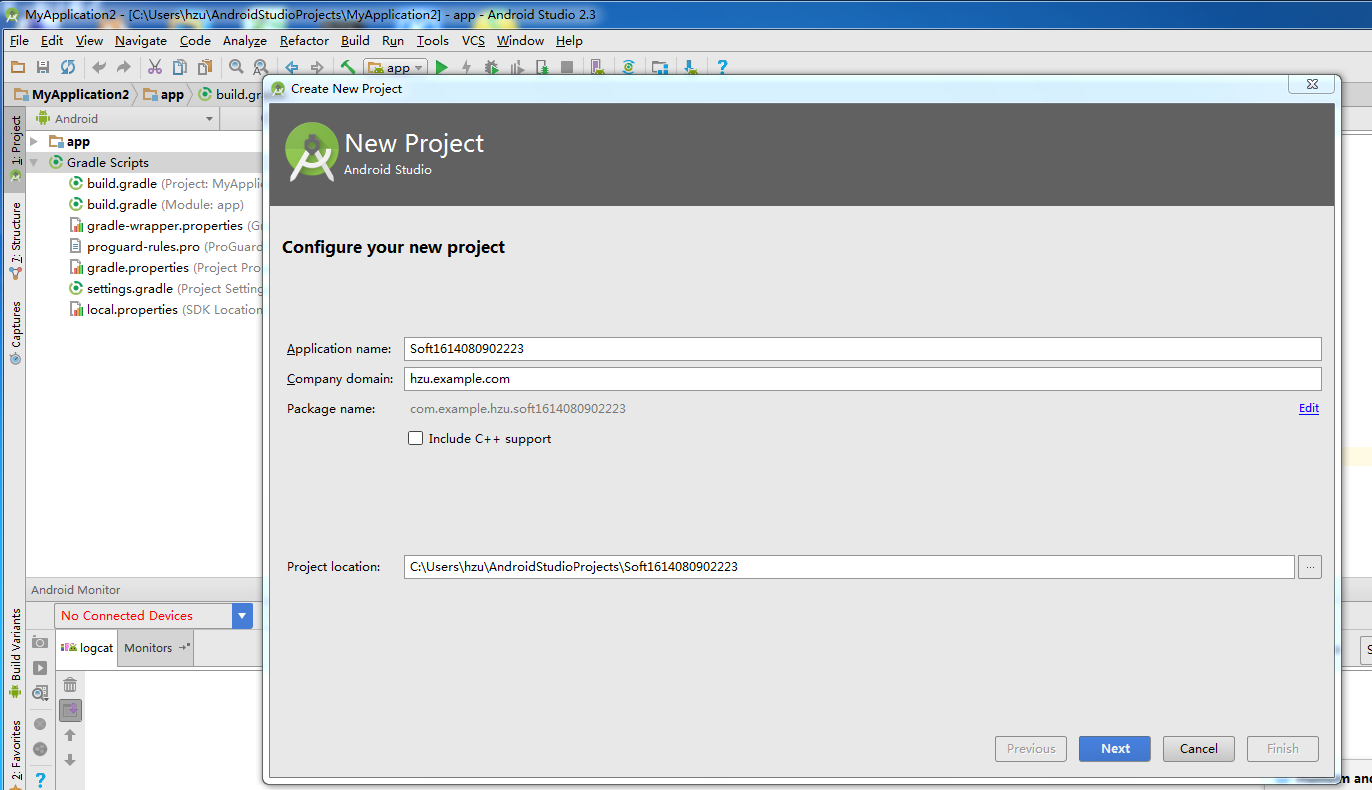 MyApplication2 - [C:\Users\hzu\AndroidStudioProjects\MyApplication2] - app - Android Studio 2.3
File Edit View Navigate Code Analyze Refactor Build Run Tools VCS Window Help
app
MyApplication2 app build.gr
Create New Project
1: Project
7: Structure
Captures
Build Variants
2: Favorites
Android
app
Gradle Scripts
build.gradle (Project: MyApplic
build.gradle (Module: app)
gradle-wrapper.properties (G
proguard-rules.pro (ProGuard
gradle.properties (Project Pro
settings.gradle (Project Setting
local.properties (SDK Location
New Project
Android Studio
Configure your new project
Application name: Soft1614080902223
Company domain: hzu.example.com
Package name: com.example.hzu.soft1614080902223 Edit
Include C++ support
Project location: C:\Users\hzu\AndroidStudioProjects\Soft1614080902223 ...
Previous Next Cancel Finish
Android Monitor
No Connected Devices
logcat Monitors